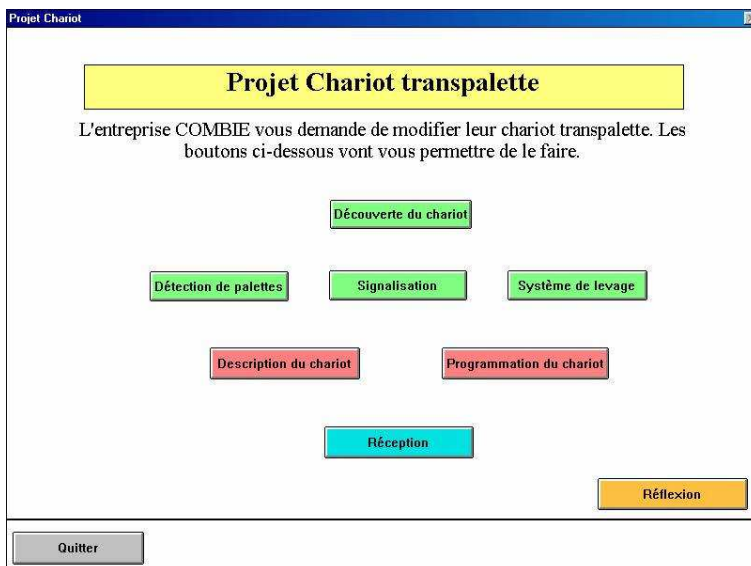 Projet Chariot
Projet Chariot transpalette
L'entreprise COMBIE vous demande de modifier leur chariot transpalette. Les
boutons ci-dessous vont vous permettre de le faire.
Découverte du chariot
Détection de palettes
Signalisation
Système de levage
Description du chariot
Programmation du chariot
Réception
Réflexion
Quitter